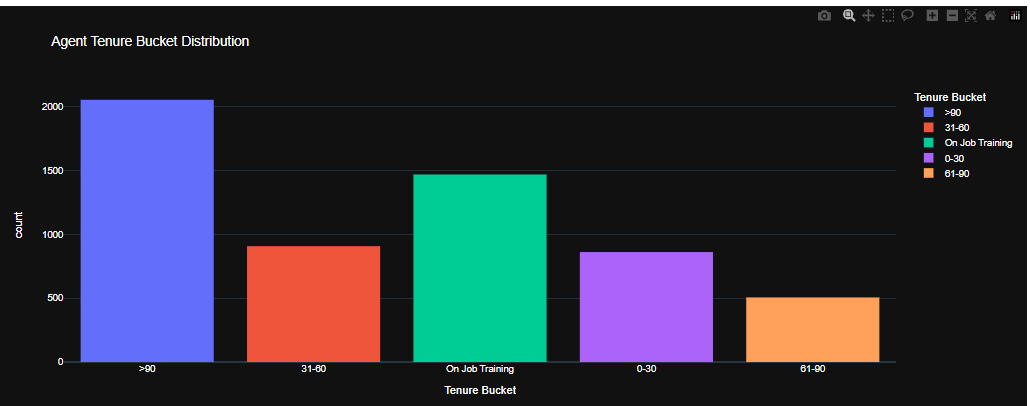 Agent Tenure Bucket Distribution
2000
1500
1000
500
0
count
>90
31-60
On Job Training
0-30
61-90
Tenure Bucket
Tenure Bucket
>90
31-60
On Job Training
0-30
61-90